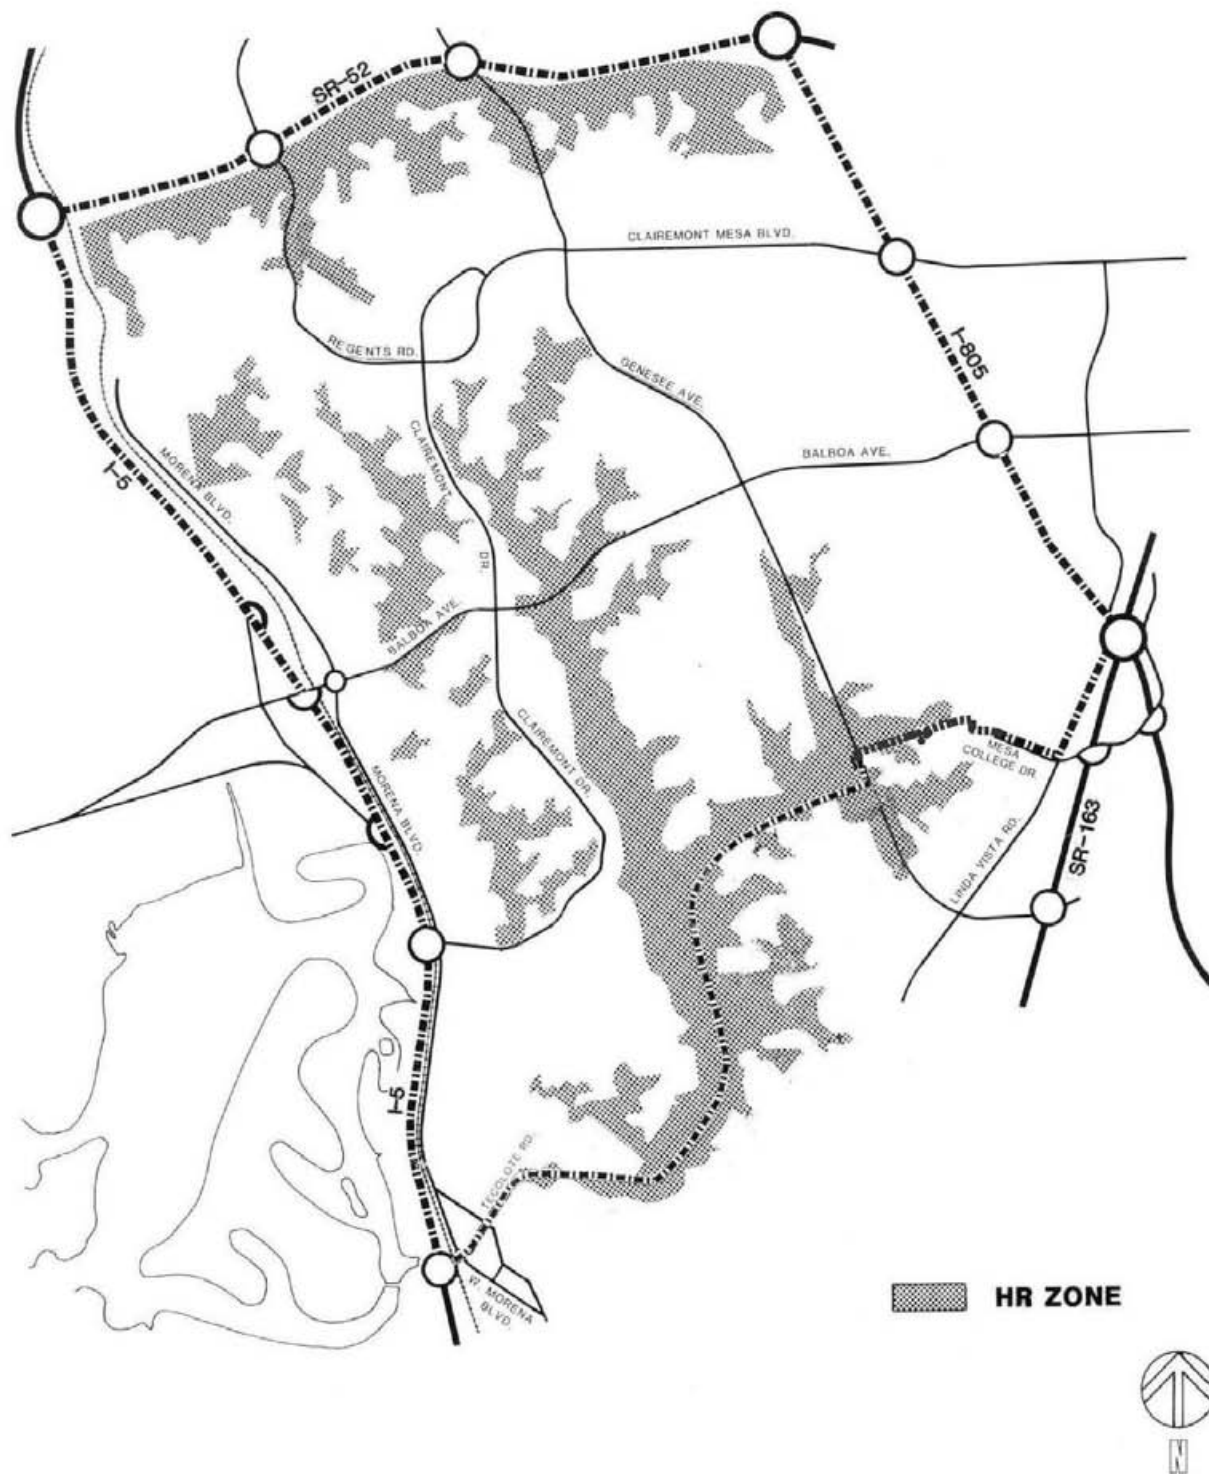 SR-52
CLAIREMONT MESA BLVD.
I-805
REGENTS RD.
GENESEE AVE.
CLAIREMONT
DR.
BALBOA AVE.
MORENA BLVD.
I-5
BALBOA AVE.
CLAIREMONT DR.
MESA
COLLEGE DR.
MORENA BLVD.
LINDA VISTA RD.
SR-163
I-5
TECOLOTE RD.
W. MORENA
BLVD.
HR ZONE
N